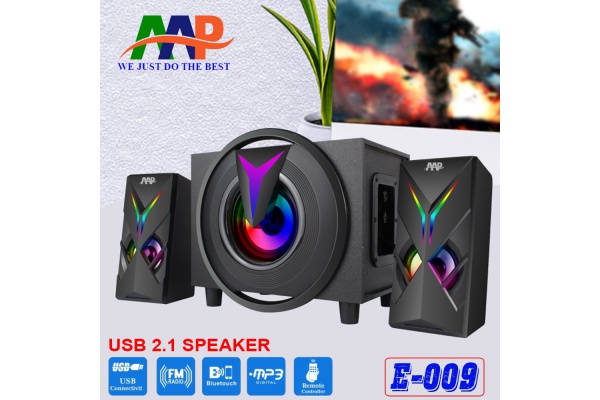 AAP
WE JUST DO THE BEST
AAP
AAP
USB 2.1 SPEAKER
USB
USB
Connectivit
FM
RADIO
Bluetouch
MP3
DIGITAL
Remote
Controller
E-009